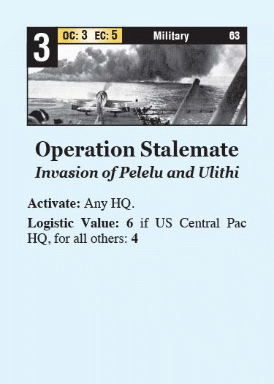 3 OC: 3 EC: 5 Military 63
Operation Stalemate
Invasion of Pelelu and Ulithi
Activate: Any HQ.
Logistic Value: 6 if US Central Pac
HQ, for all others: 4